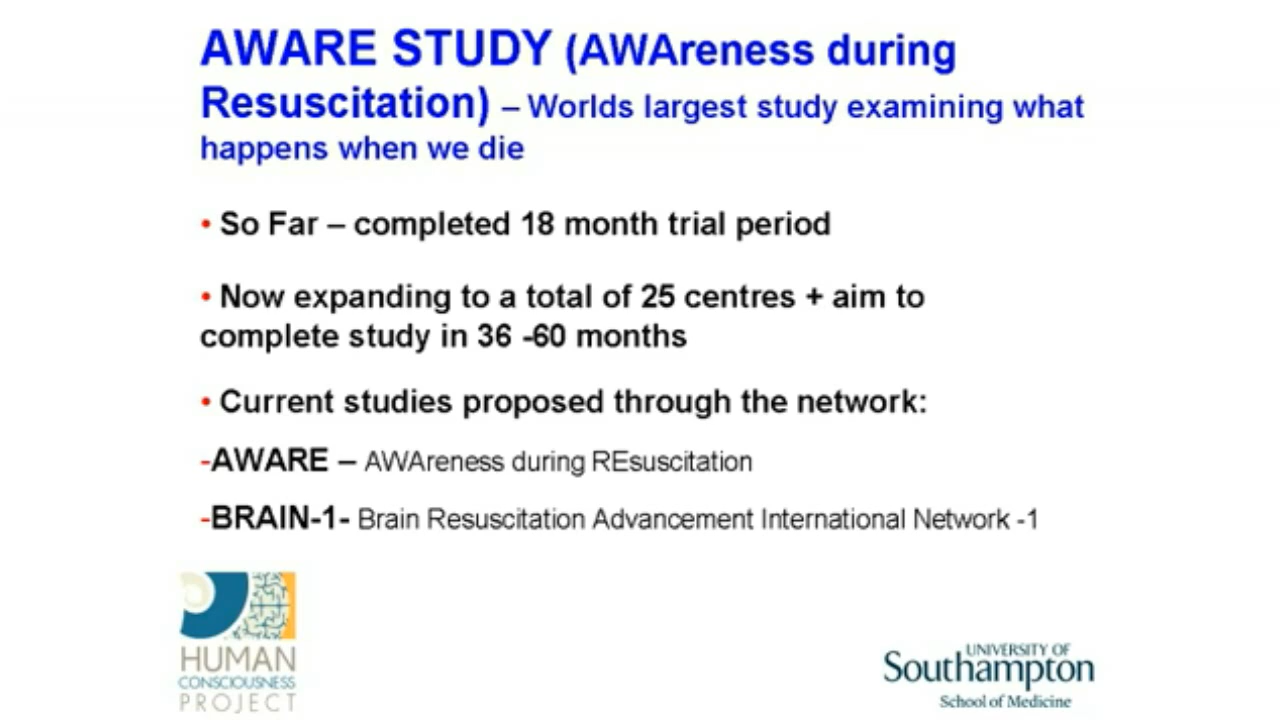 AWARE STUDY (AWAreness during
Resuscitation) – Worlds largest study examining what
happens when we die
• So Far – completed 18 month trial period
• Now expanding to a total of 25 centres + aim to
complete study in 36 -60 months
• Current studies proposed through the network:
-AWARE – AWAreness during REsuscitation
-BRAIN-1- Brain Resuscitation Advancement International Network -1
HUMAN
CONSCIOUSNESS
PROJECT
UNIVERSITY OF
Southampton
School of Medicine